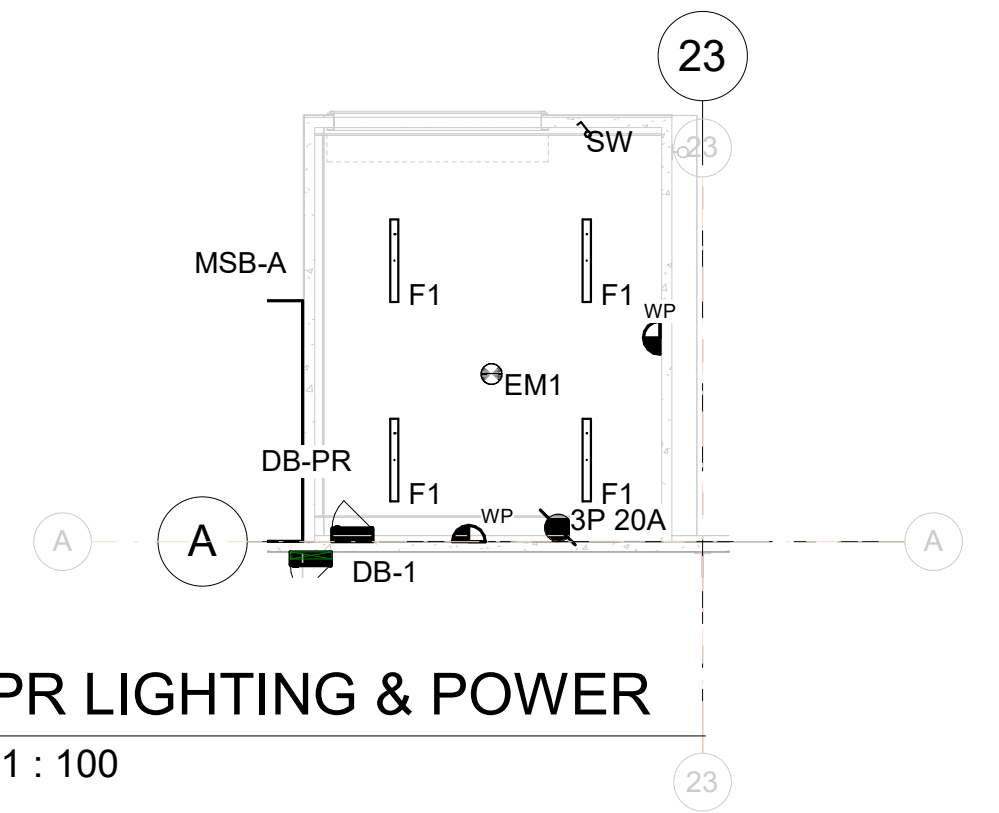 23
23
SW
MSB-A
F1
F1
WP
EM1
DB-PR
F1
F1
WP
3P 20A
A
A
A
DB-1
PR LIGHTING & POWER
1 : 100
23